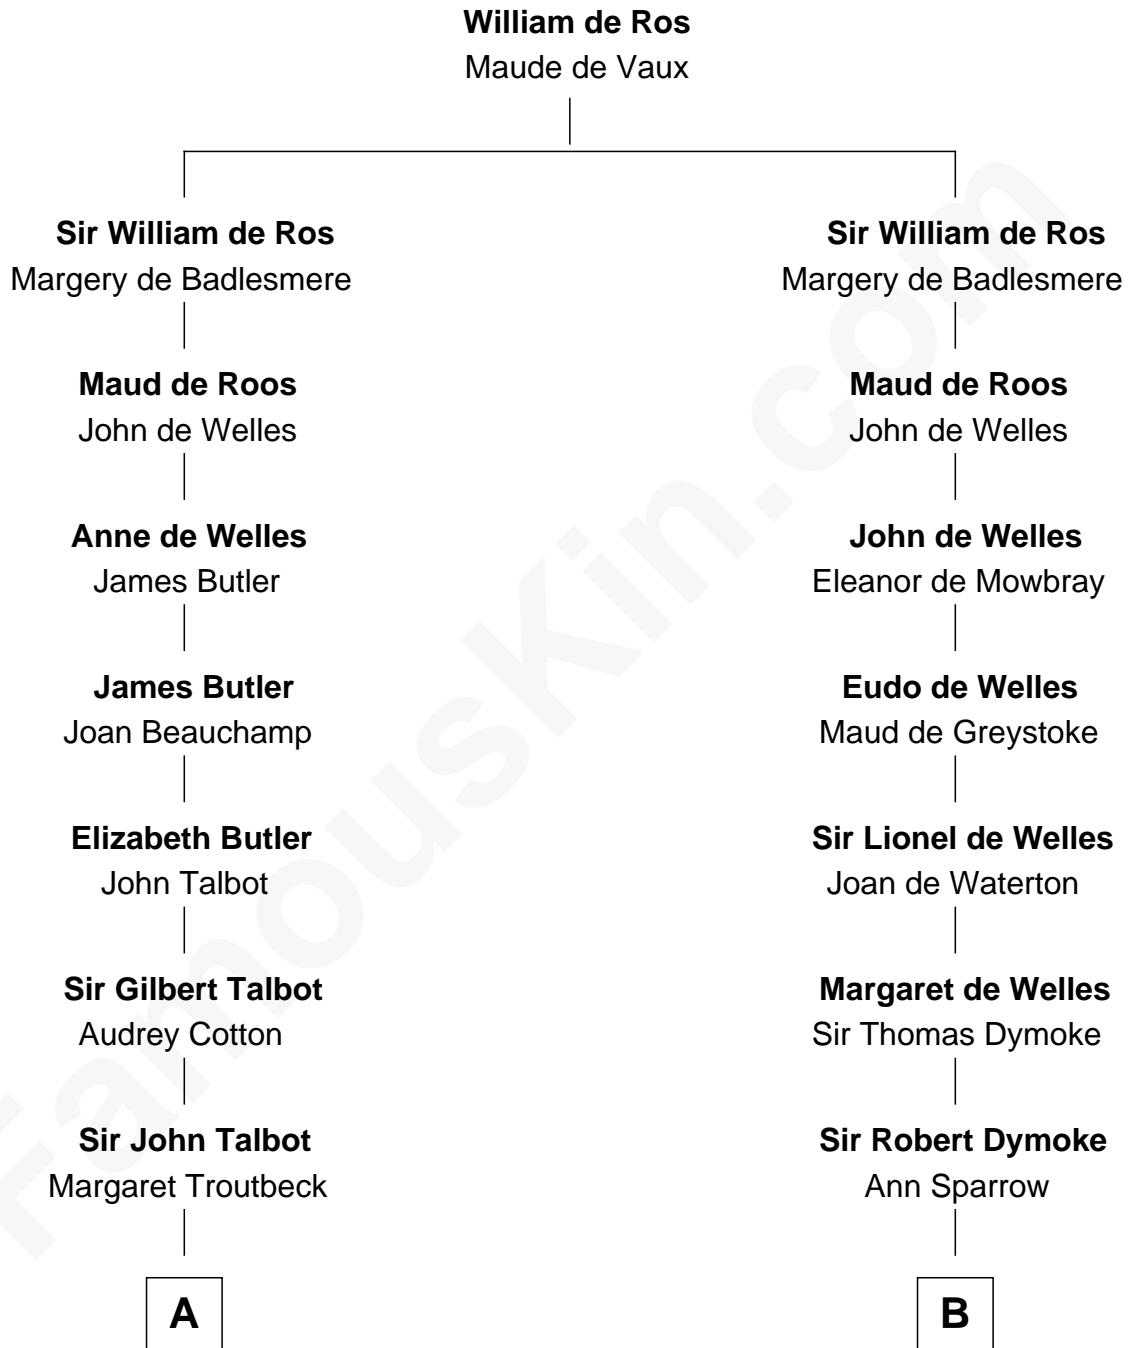 William de Ros
Maude de Vaux
Sir William de Ros
Margery de Badlesmere
Maud de Roos
John de Welles
Anne de Welles
James Butler
James Butler
Joan Beauchamp
Elizabeth Butler
John Talbot
Sir Gilbert Talbot
Audrey Cotton
Sir John Talbot
Margaret Troutbeck
A
Sir William de Ros
Margery de Badlesmere
Maud de Roos
John de Welles
John de Welles
Eleanor de Mowbray
Eudo de Welles
Maud de Greystoke
Sir Lionel de Welles
Joan de Waterton
Margaret de Welles
Sir Thomas Dymoke
Sir Robert Dymoke
Ann Sparrow
B
FamousKin.com